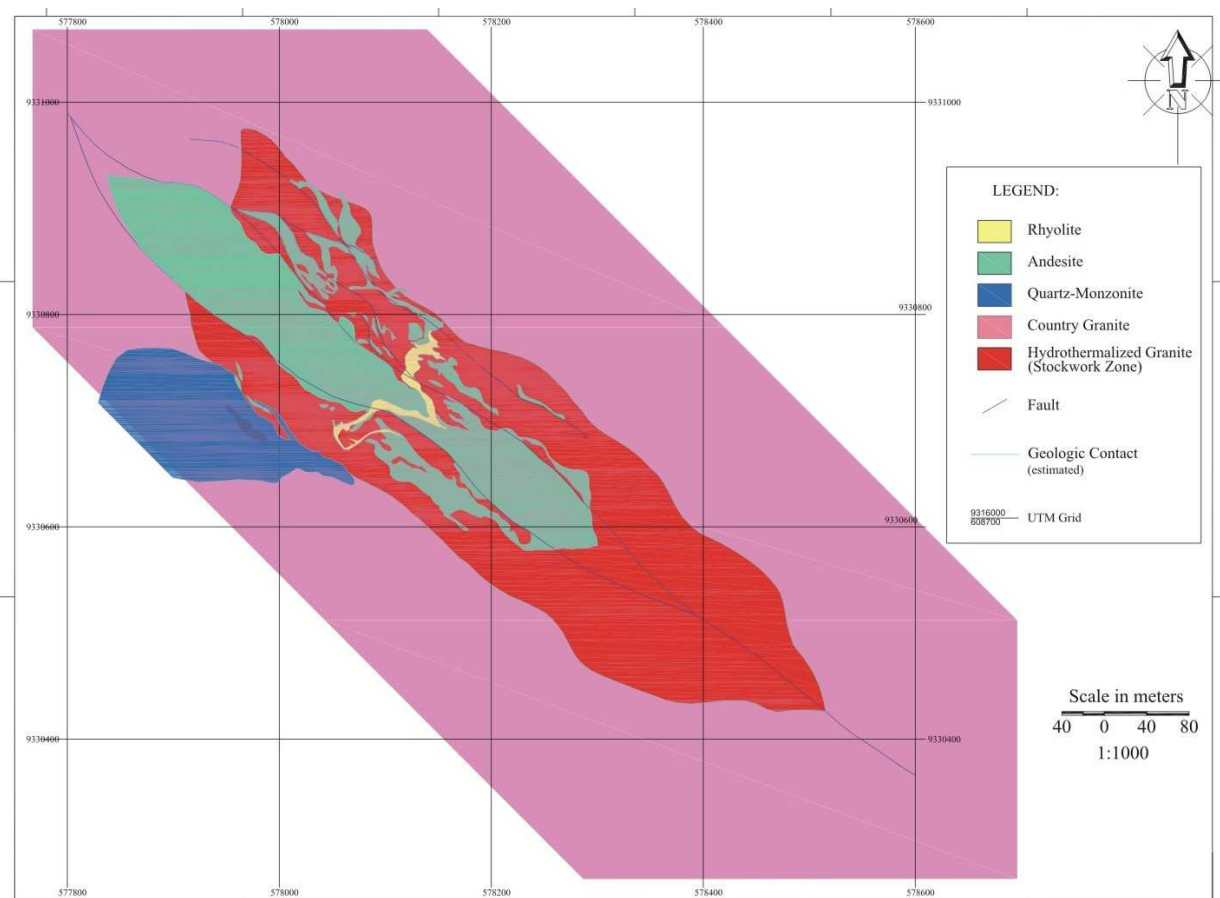 577800
578000
578200
578400
578600
9331000
9331000
N
LEGEND:
Rhyolite
Andesite
Quartz-Monzonite
Country Granite
Hydrothermalized Granite
(Stockwork Zone)
Fault
Geologic Contact
(estimated)
9316000
608700
UTM Grid
9330800
9330800
9330600
9330600
Scale in meters
40 0 40 80
1:1000
9330400
9330400
577800
578000
578200
578400
578600